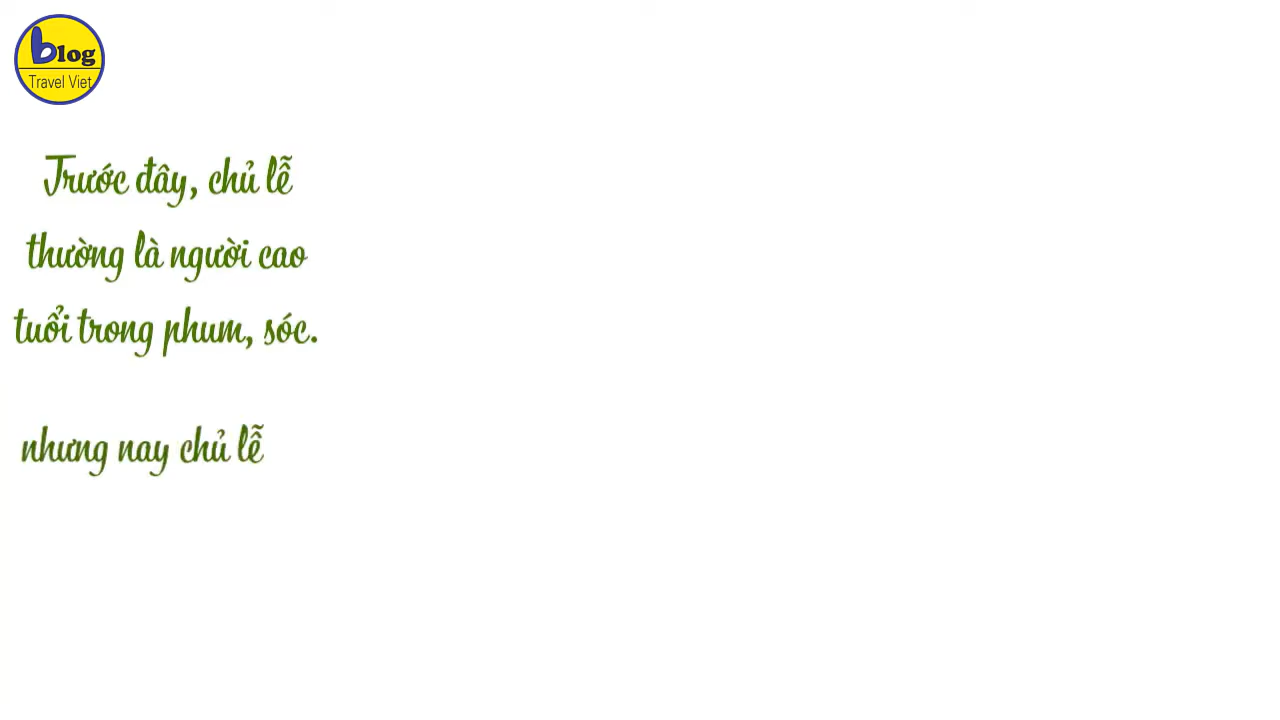 blog
Travel Viet
Trước đây, chủ lễ
thường là người cao
tuổi trong phum, sóc.
nhưng nay chủ lễ